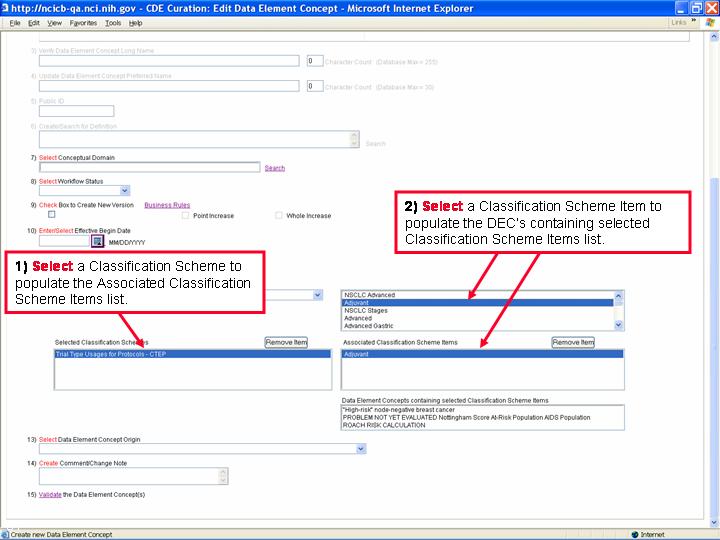 http://ncicb-qa.nci.nih.gov - CDE Curation: Edit Data Element Concept - Microsoft Internet Explorer
File Edit View Favorites Tools Help
Links »
3) Verify Data Element Concept Long Name
0 Character Count (Database Max = 255)
4) Update Data Element Concept Preferred Name
0 Character Count (Database Max = 30)
5) Public ID
6) Create/Search for Definition
Search
7) Select Conceptual Domain
Search
8) Select Workflow Status
9) Check Box to Create New Version Business Rules
Point Increase Whole Increase
10) Enter/Select Effective Begin Date
MM/DD/YYYY
2) Select a Classification Scheme Item to
populate the DEC's containing selected
Classification Scheme Items list.
1) Select a Classification Scheme to
populate the Associated Classification
Scheme Items list.
NSCLC Advanced
Adjuvant
NSCLC Stages
Advanced
Advanced Gastric
Selected Classification Schemes Remove Item
Trial Type Usages for Protocols - CTEP
Associated Classification Scheme Items Remove Item
Adjuvant
Data Element Concepts containing selected Classification Scheme Items
"High-risk" node-negative breast cancer
PROBLEM NOT YET EVALUATED Nottingham Score At-Risk Population AIDS Population
ROACH RISK CALCULATION
13) Select Data Element Concept Origin
14) Create Comment/Change Note
15) Validate the Data Element Concept(s)
Create new Data Element Concept
Internet